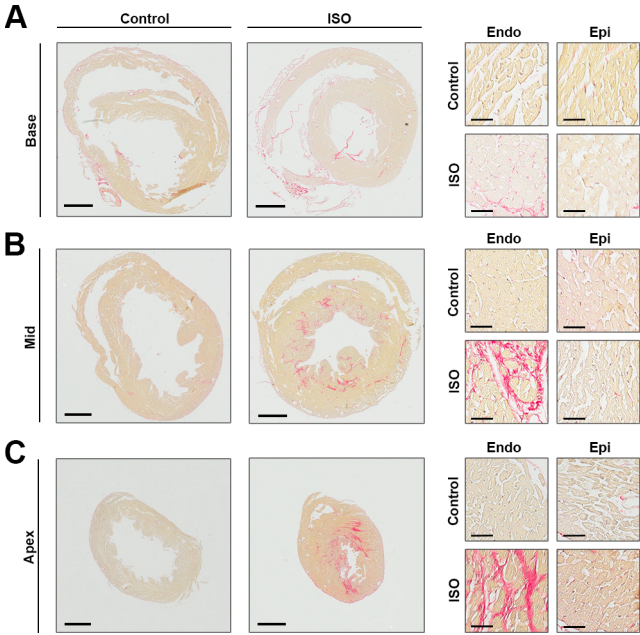 A
Control
ISO
Endo
Epi
Base
Control
ISO
B
Endo
Epi
Mid
Control
ISO
C
Endo
Epi
Apex
Control
ISO